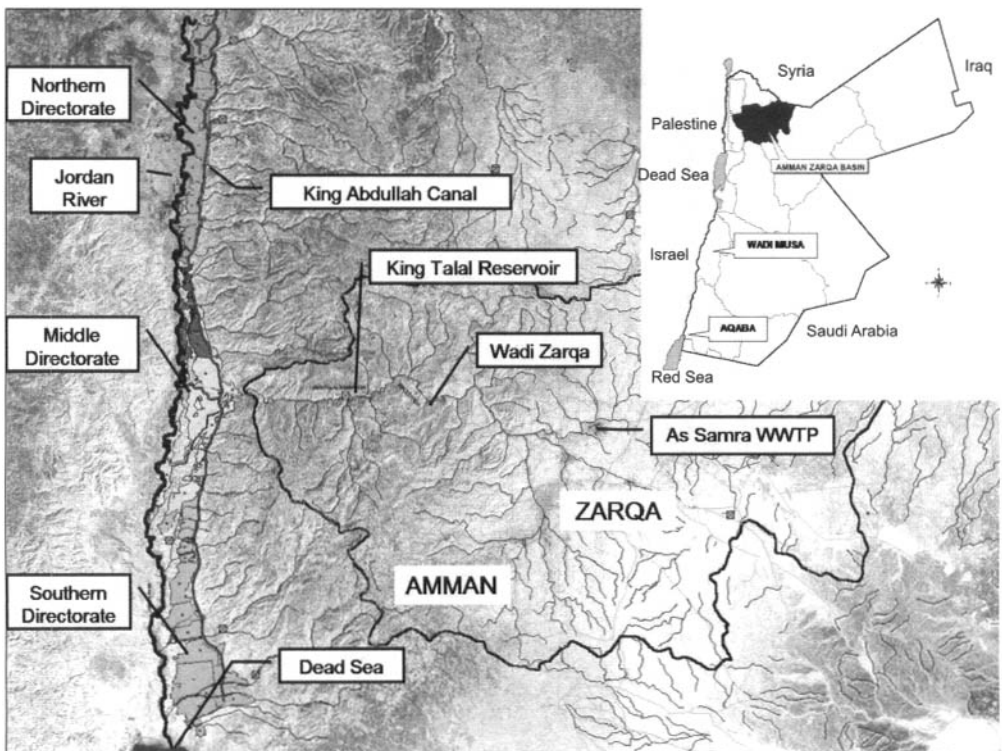 Northern
Directorate
Jordan
River
King Abdullah Canal
King Talal Reservoir
Middle
Directorate
Wadi Zarqa
As Samra WWTP
ZARQA
AMMAN
Southern
Directorate
Dead Sea
Syria
Iraq
Palestine
AMMAN ZARQA BASIN
Dead Sea
Israel
WADI MUSA
AQABA
Saudi Arabia
Red Sea